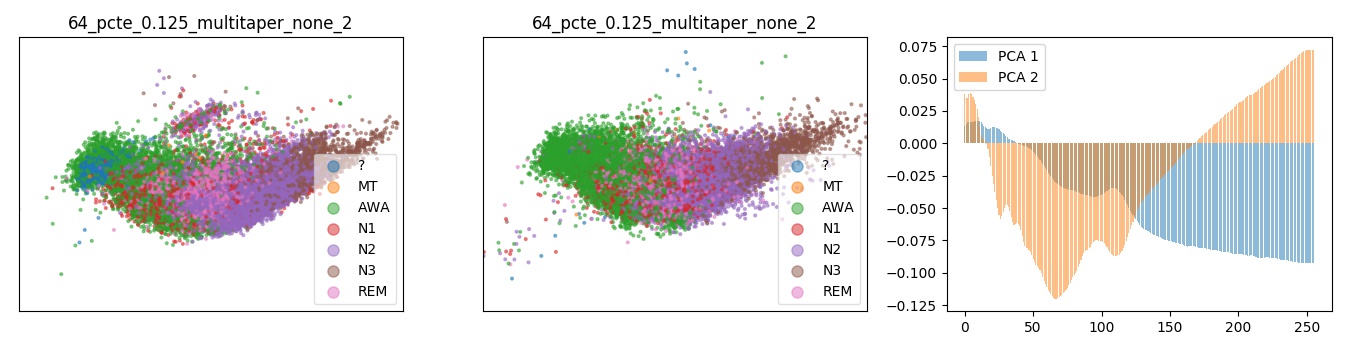 64_pcte_0.125_multitaper_none_2
?
MT
AWA
N1
N2
N3
REM
64_pcte_0.125_multitaper_none_2
?
MT
AWA
N1
N2
N3
REM
PCA 1
PCA 2
0.075
0.050
0.025
0.000
−0.025
−0.050
−0.075
−0.100
−0.125
0 50 100 150 200 250